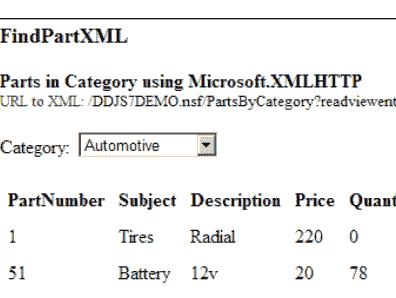 FindPartXML
Parts in Category using Microsoft.XMLHTTP
URL to XML: /DDJS7DEMO.nsf/PartsByCategory?readviewent
Category: Automotive
PartNumber Subject Description Price Quant
1 Tires Radial 220 0
51 Battery 12v 20 78